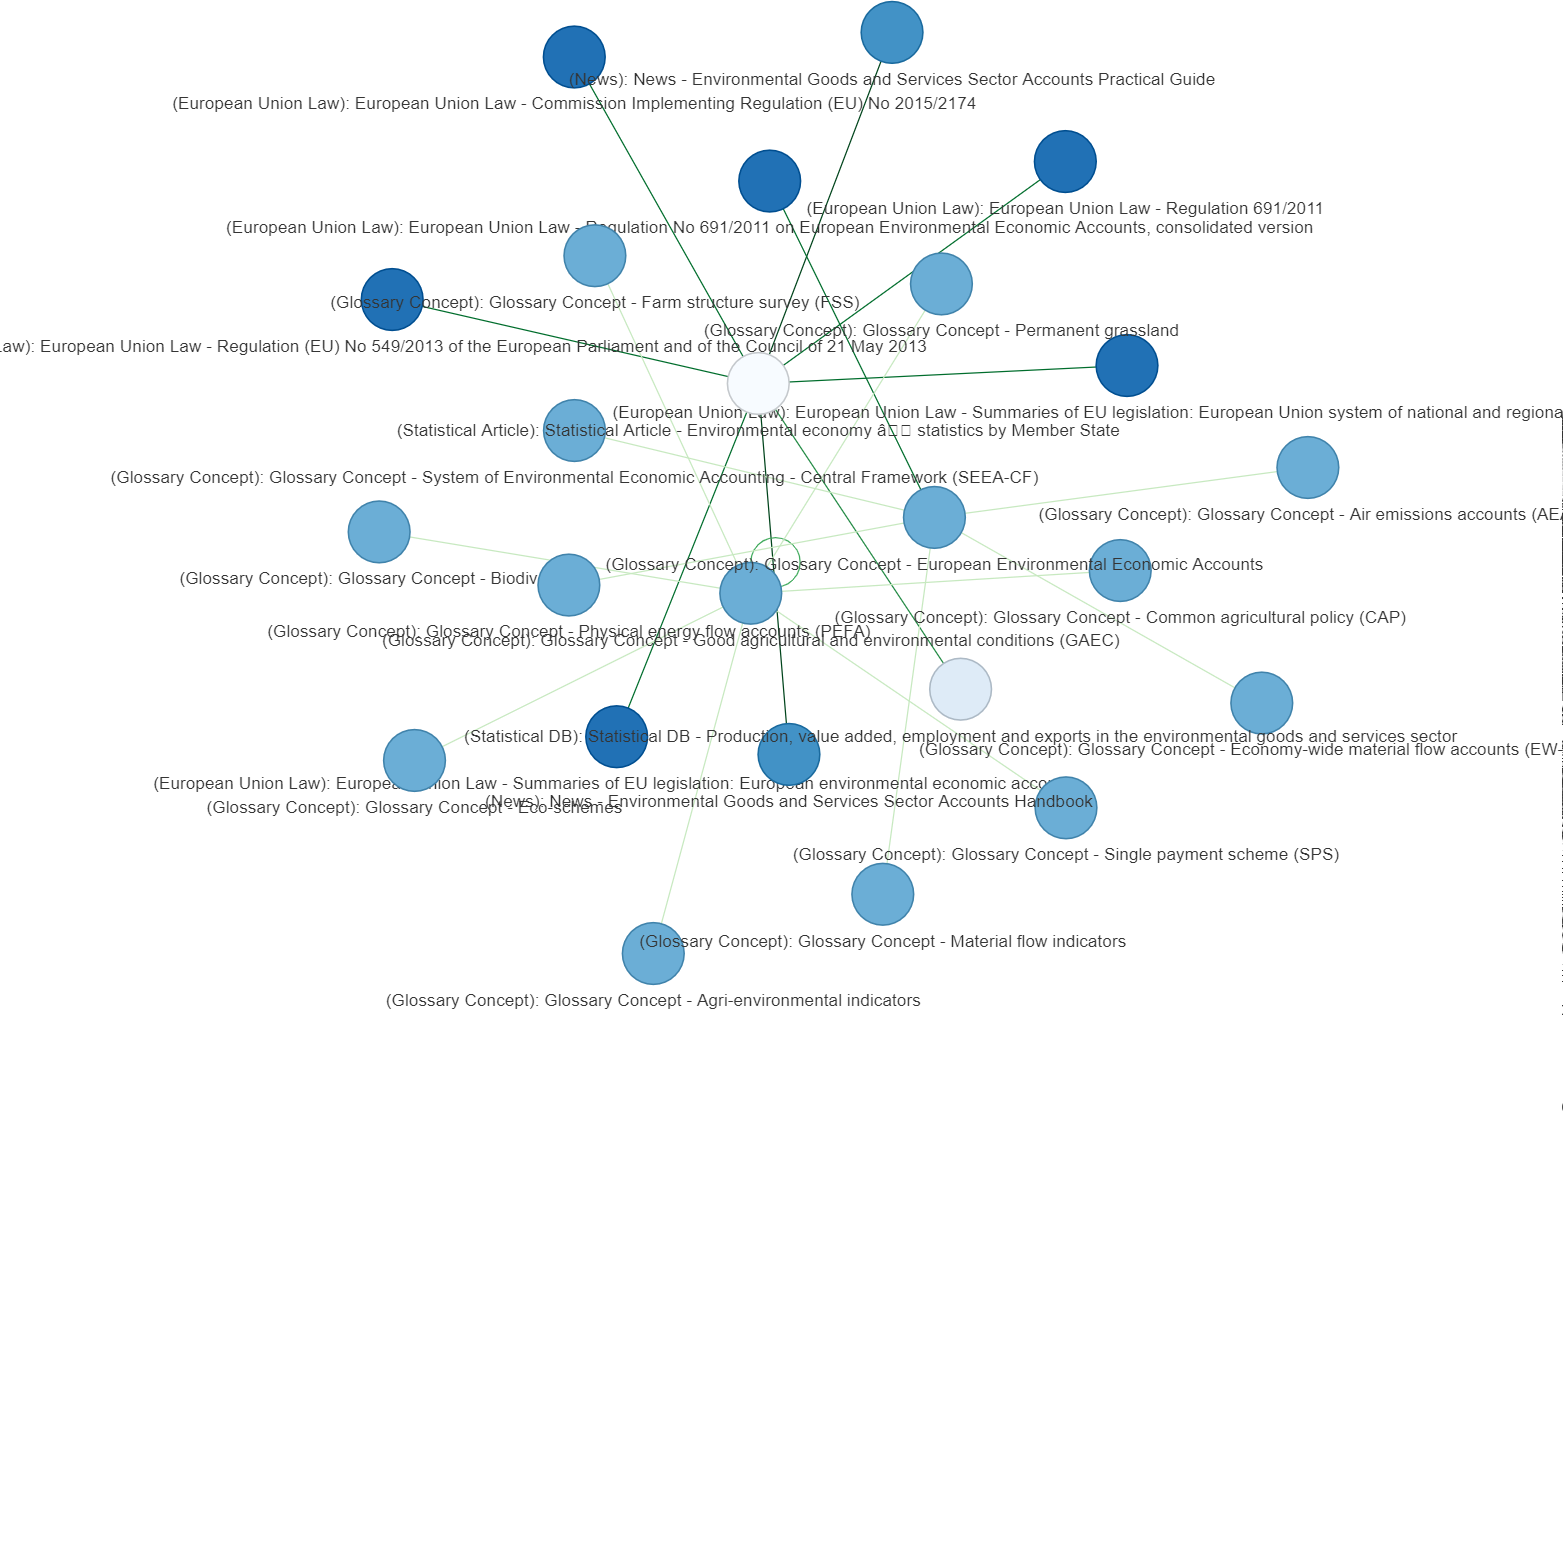 (News): News - Environmental Goods and Services Sector Accounts Practical Guide
(European Union Law): European Union Law - Commission Implementing Regulation (EU) No 2015/2174
(European Union Law): European Union Law - Regulation 691/2011
(European Union Law): European Union Law - Regulation No 691/2011 on European Environmental Economic Accounts, consolidated version
(Glossary Concept): Glossary Concept - Farm structure survey (FSS)
(Glossary Concept): Glossary Concept - Permanent grassland
Law): European Union Law - Regulation (EU) No 549/2013 of the European Parliament and of the Council of 21 May 2013
(European Union Law): European Union Law - Summaries of EU legislation: European Union system of national and regiona
(Statistical Article): Statistical Article - Environmental economy â statistics by Member State
(Glossary Concept): Glossary Concept - System of Environmental Economic Accounting - Central Framework (SEEA-CF)
(Glossary Concept): Glossary Concept - Air emissions accounts (AEA
(Glossary Concept): Glossary Concept - European Environmental Economic Accounts
(Glossary Concept): Glossary Concept - Biodiv
(Glossary Concept): Glossary Concept - Common agricultural policy (CAP)
(Glossary Concept): Glossary Concept - Physical energy flow accounts (PEFA)
(Glossary Concept): Glossary Concept - Good agricultural and environmental conditions (GAEC)
(Statistical DB): Statistical DB - Production, value added, employment and exports in the environmental goods and services sector
(Glossary Concept): Glossary Concept - Economy-wide material flow accounts (EW-
(European Union Law): European Union Law - Summaries of EU legislation: European environmental economic acco
(News): News - Environmental Goods and Services Sector Accounts Handbook
(Glossary Concept): Glossary Concept - Eco-schemes
(Glossary Concept): Glossary Concept - Single payment scheme (SPS)
(Glossary Concept): Glossary Concept - Material flow indicators
(Glossary Concept): Glossary Concept - Agri-environmental indicators